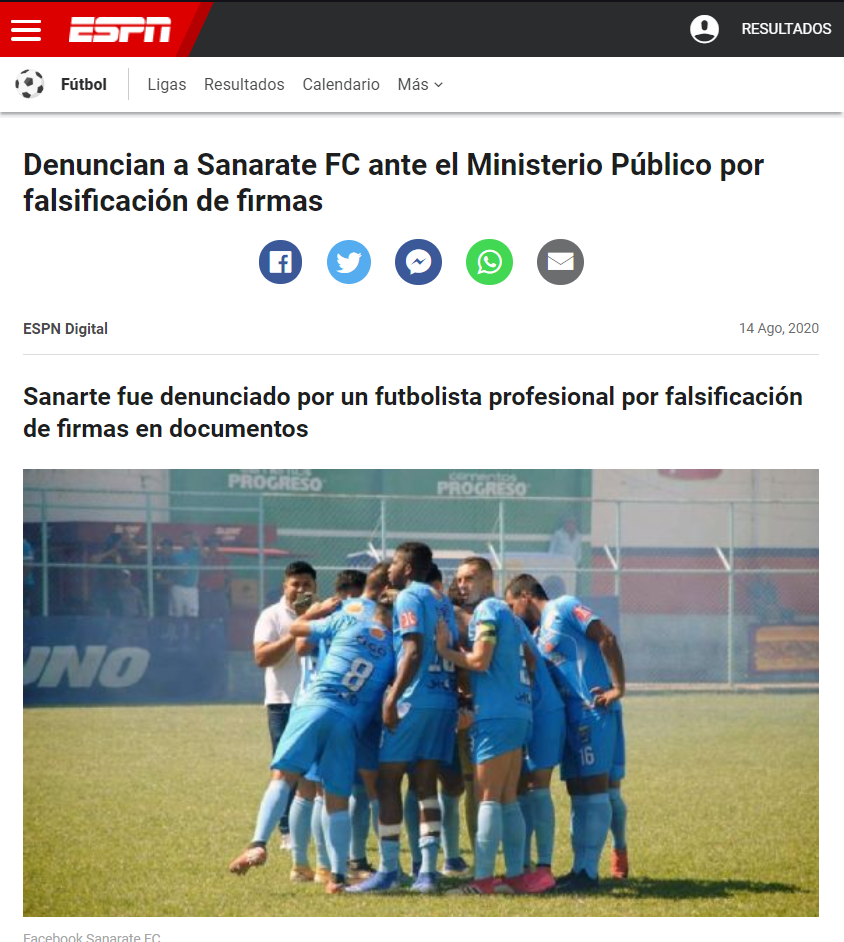 ESPN
RESULTADOS
Fútbol
Ligas
Resultados
Calendario
Más
Denuncian a Sanarate FC ante el Ministerio Público por
falsificación de firmas
ESPN Digital
14 Ago, 2020
Sanarte fue denunciado por un futbolista profesional por falsificación
de firmas en documentos
PROGRESO
cementos
PROGRESO
UNO
8
16
Facebook Sanarate FC